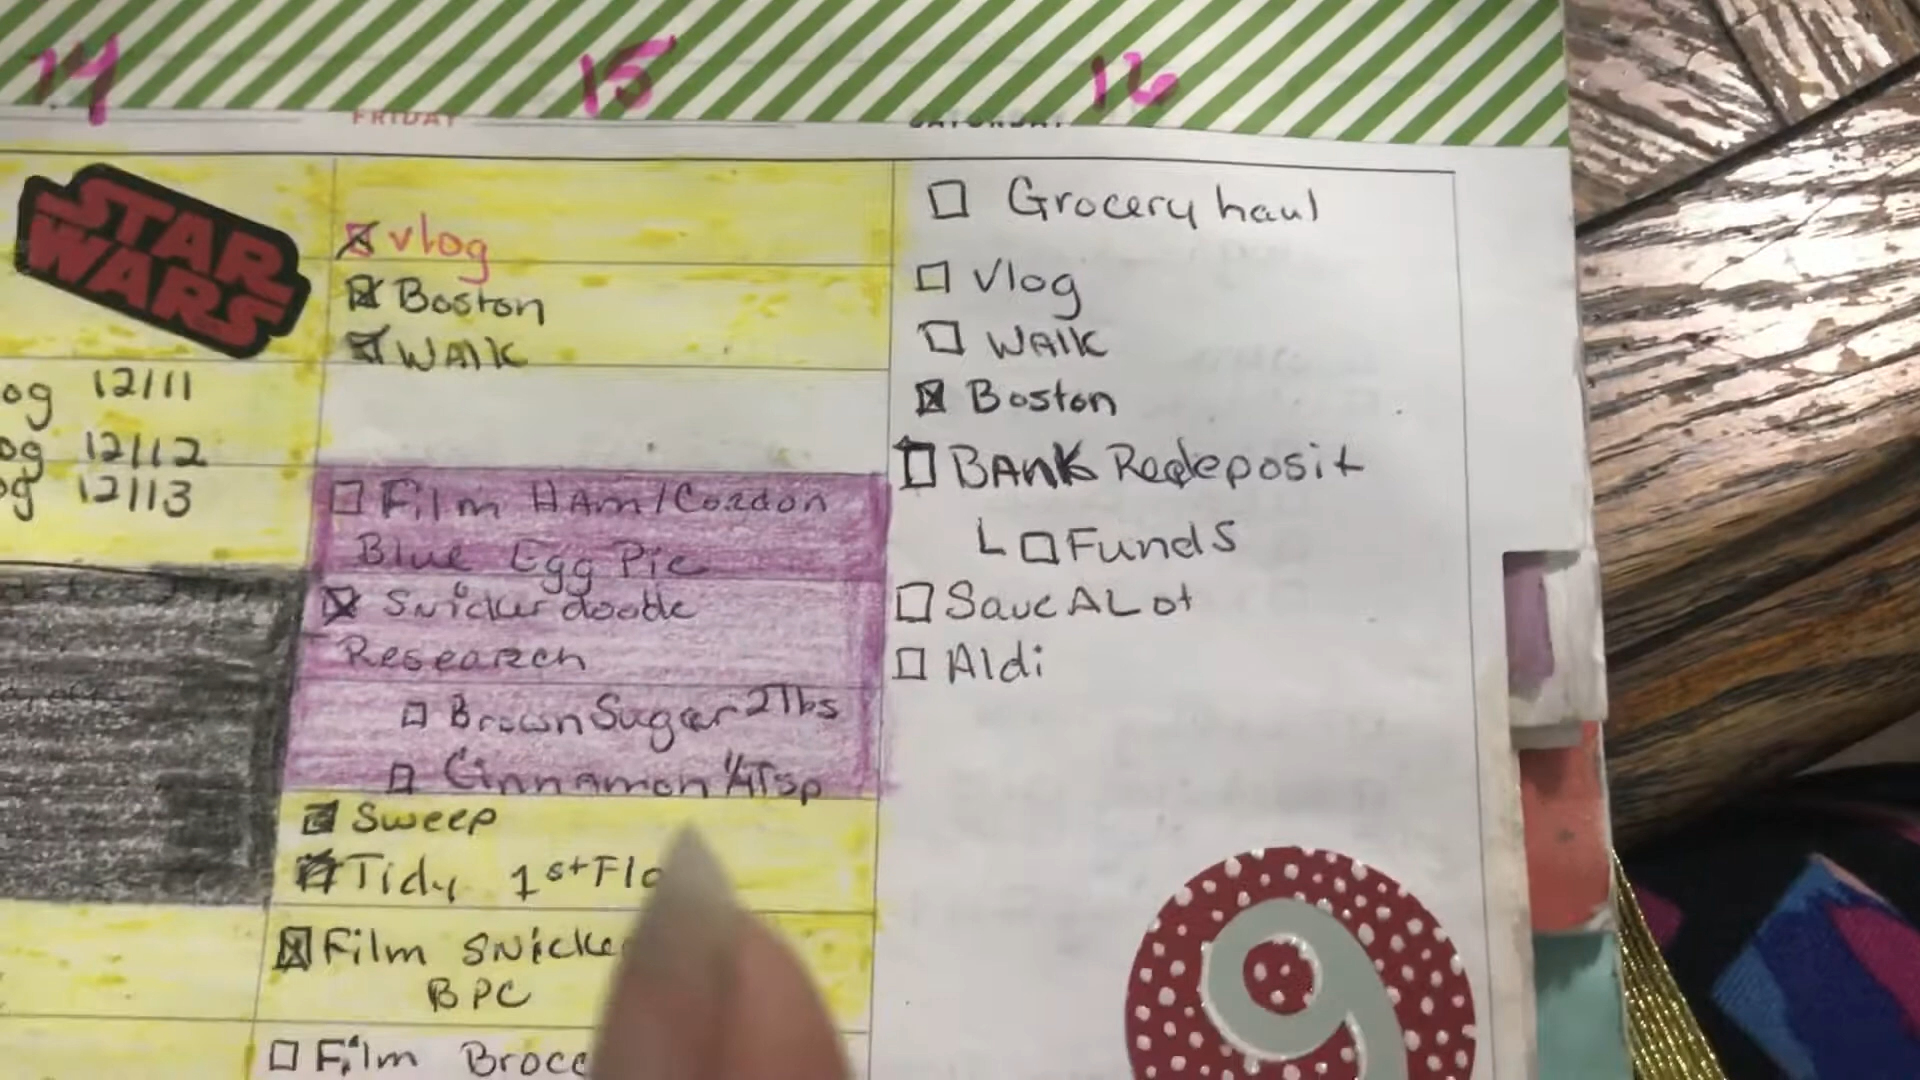 14
15
16
FRIDAY
SATURDAY
STAR
WARS
og 12/11
og 12/12
og 12/13
vlog
Boston
WAlk
Film HAm/Cordon
Blue Egg Pie
Snickerdoodle
Research
Brown Sugar 2Tbs
Cinnamon 1/4Tsp
Sweep
Tidy 1st Flo
Film Snicke
BPC
Film Brocc
Grocery haul
Vlog
WAlk
Boston
BAnk Redeposit
L Funds
Save A Lot
Aldi
9